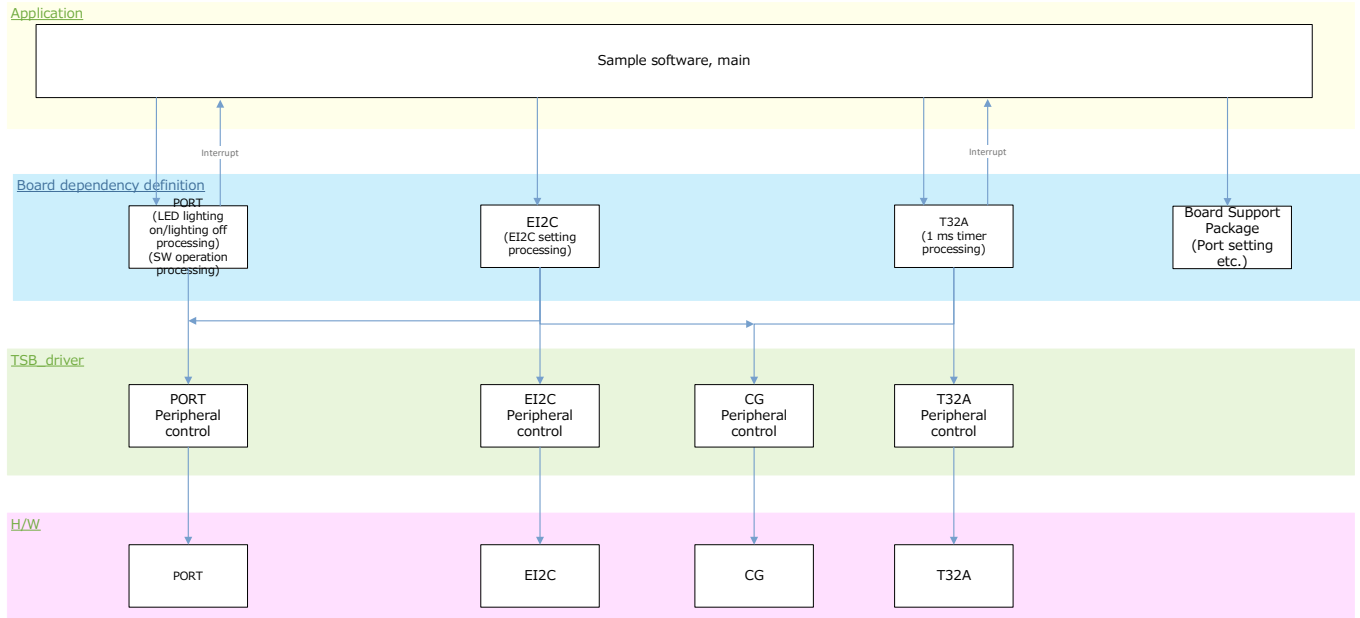 Application
Sample software, main
Interrupt
Interrupt
Board dependency definition
PORT
(LED lighting
on/lighting off
processing)
(SW operation
processing)
EI2C
(EI2C setting
processing)
T32A
(1 ms timer
processing)
Board Support
Package
(Port setting
etc.)
TSB_driver
PORT
Peripheral
control
EI2C
Peripheral
control
CG
Peripheral
control
T32A
Peripheral
control
H/W
PORT
EI2C
CG
T32A